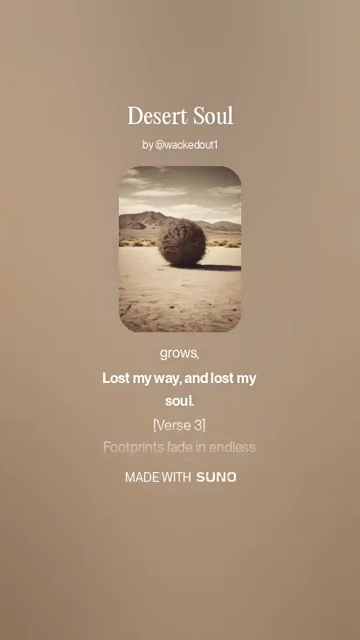 Desert Soul
by @wackedout1
grows,
Lost my way, and lost my
soul.
[Verse 3]
Footprints fade in endless
MADE WITH SUNO